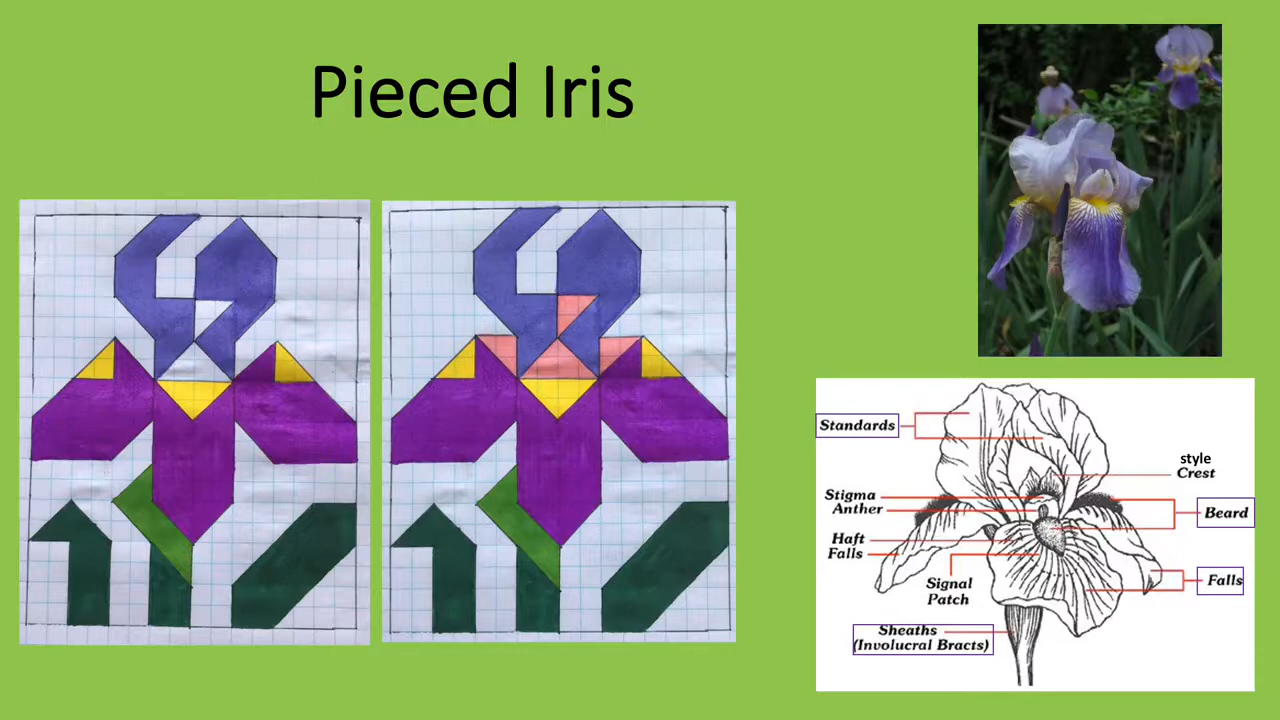 Pieced Iris
Standards
style
Crest
Stigma
Anther
Beard
Haft
Falls
Signal
Patch
Falls
Sheaths
(Involucral Bracts)